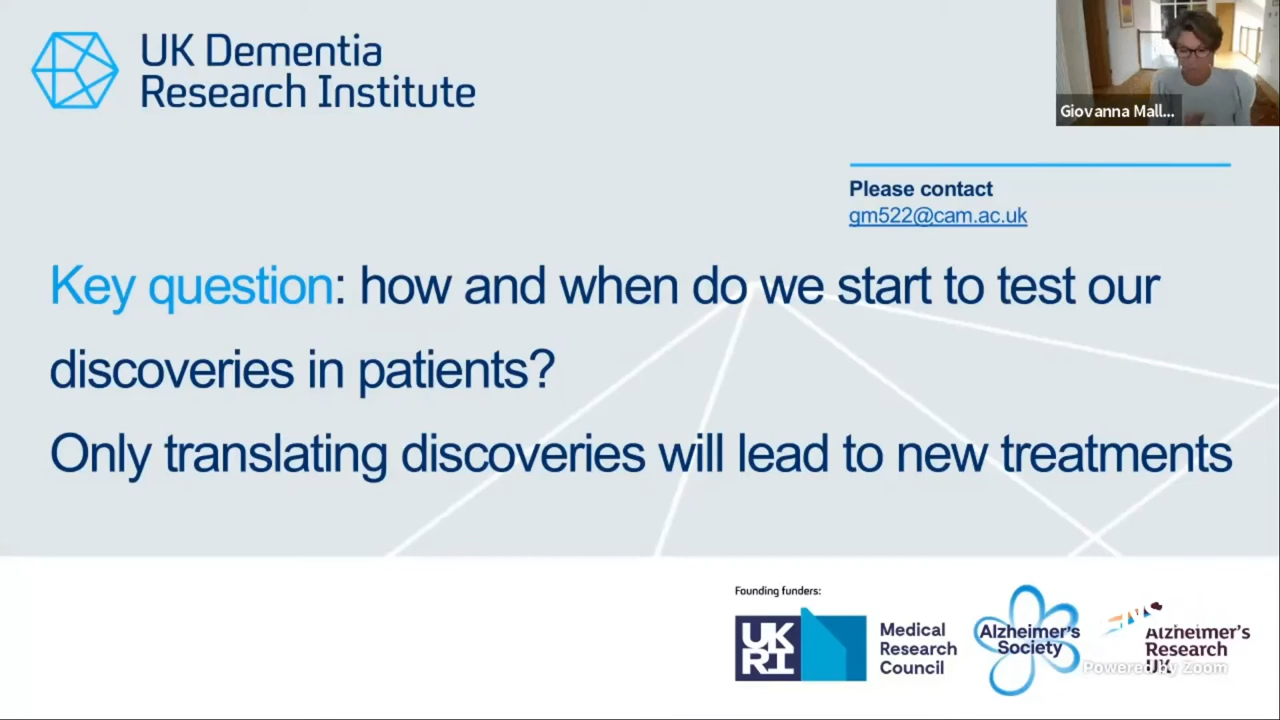 UK Dementia
Research Institute
Giovanna Mall...
Please contact
gm522@cam.ac.uk
Key question: how and when do we start to test our
discoveries in patients?
Only translating discoveries will lead to new treatments
Founding funders:
UK
RI
Medical
Research
Council
Alzheimer's
Society
Alzheimer's
Research
UK
Powered by Zoom